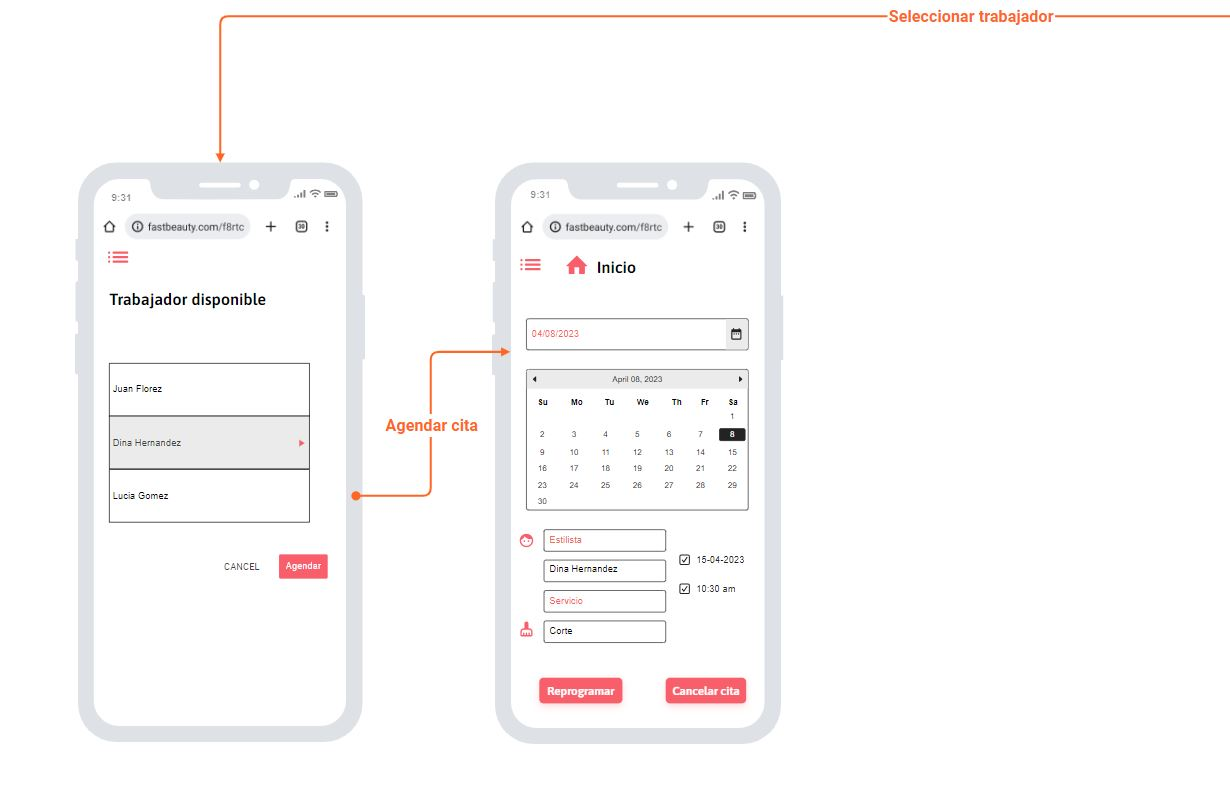 Seleccionar trabajador
9:31
fastbeauty.com/f8rtc
30
Trabajador disponible
Juan Florez
Dina Hernandez
Lucia Gomez
CANCEL
Agendar
Agendar cita
9:31
fastbeauty.com/f8rtc
30
Inicio
04/08/2023
April 08, 2023
Su Mo Tu We Th Fr Sa
1
2 3 4 5 6 7 8
9 10 11 12 13 14 15
16 17 18 19 20 21 22
23 24 25 26 27 28 29
30
Estilista
Dina Hernandez
Servicio
Corte
15-04-2023
10:30 am
Reprogramar
Cancelar cita